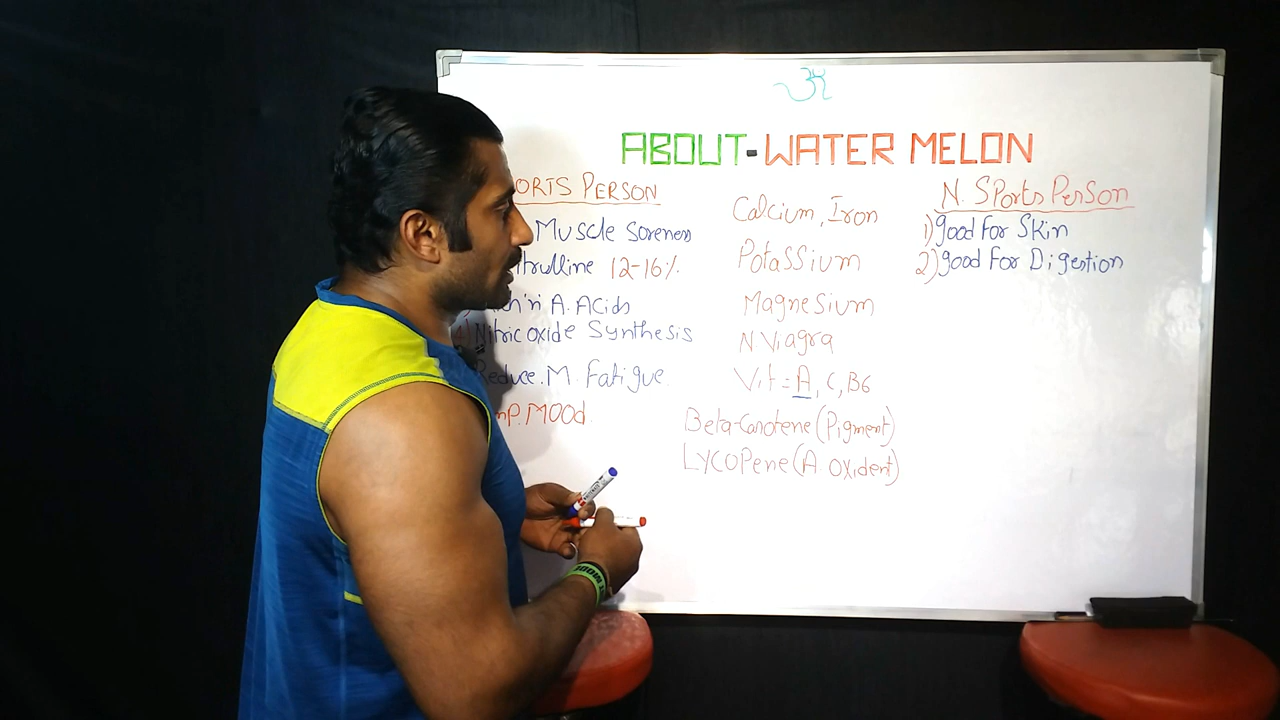 ॐ
ABOUT-WATER MELON
ORTS PERSON
Muscle Soreness
trulline 12-16%
A. Acids
Nitric oxide Synthesis
Reduce. M. Fatigue
mp. MOOD.
Calcium, Iron
Potassium
Magnesium
N. Viagra
Vit = A, C, B6
Beta-Carotene (Pigment)
Lycopene (A. Oxident)
N. Sports Person
1) good For Skin
2) good For Digestion